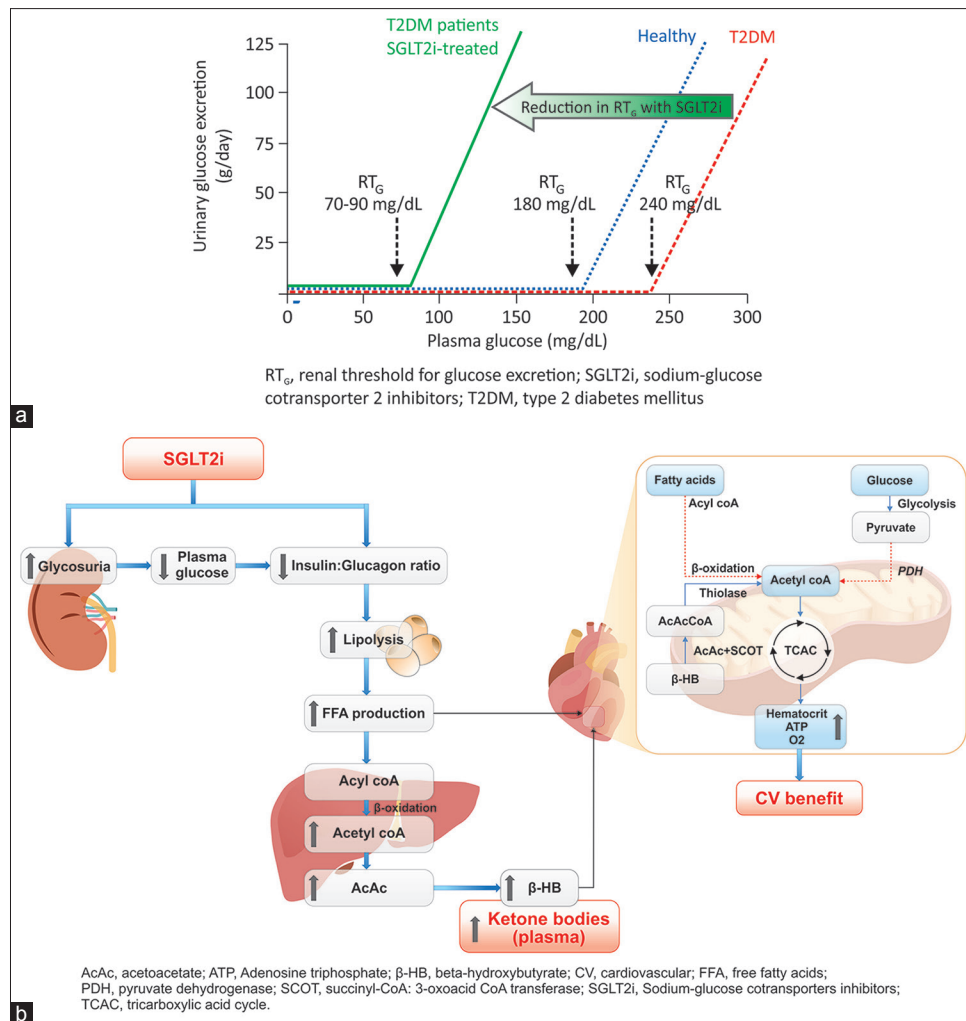 T2DM patients
SGLT2i-treated
Healthy
T2DM
Reduction in RTG with SGLT2i
Urinary glucose excretion
(g/day)
125
100
75
50
25
RTG
70-90 mg/dL
RTG
180 mg/dL
RTG
240 mg/dL
0
50
100
150
200
250
300
Plasma glucose (mg/dL)
RTG, renal threshold for glucose excretion; SGLT2i, sodium-glucose
cotransporter 2 inhibitors; T2DM, type 2 diabetes mellitus
a
SGLT2i
Glycosuria
Plasma
glucose
Insulin:Glucagon ratio
Lipolysis
FFA production
Acyl coA
β-oxidation
Acetyl coA
AcAc
β-HB
Ketone bodies
(plasma)
Fatty acids
Acyl coA
Glucose
Glycolysis
Pyruvate
β-oxidation
Acetyl coA
PDH
Thiolase
AcAcCoA
AcAc+SCOT
TCAC
β-HB
Hematocrit
ATP
O2
CV benefit
AcAc, acetoacetate; ATP, Adenosine triphosphate; β-HB, beta-hydroxybutyrate; CV, cardiovascular; FFA, free fatty acids;
PDH, pyruvate dehydrogenase; SCOT, succinyl-CoA: 3-oxoacid CoA transferase; SGLT2i, Sodium-glucose cotransporters inhibitors;
TCAC, tricarboxylic acid cycle.
b